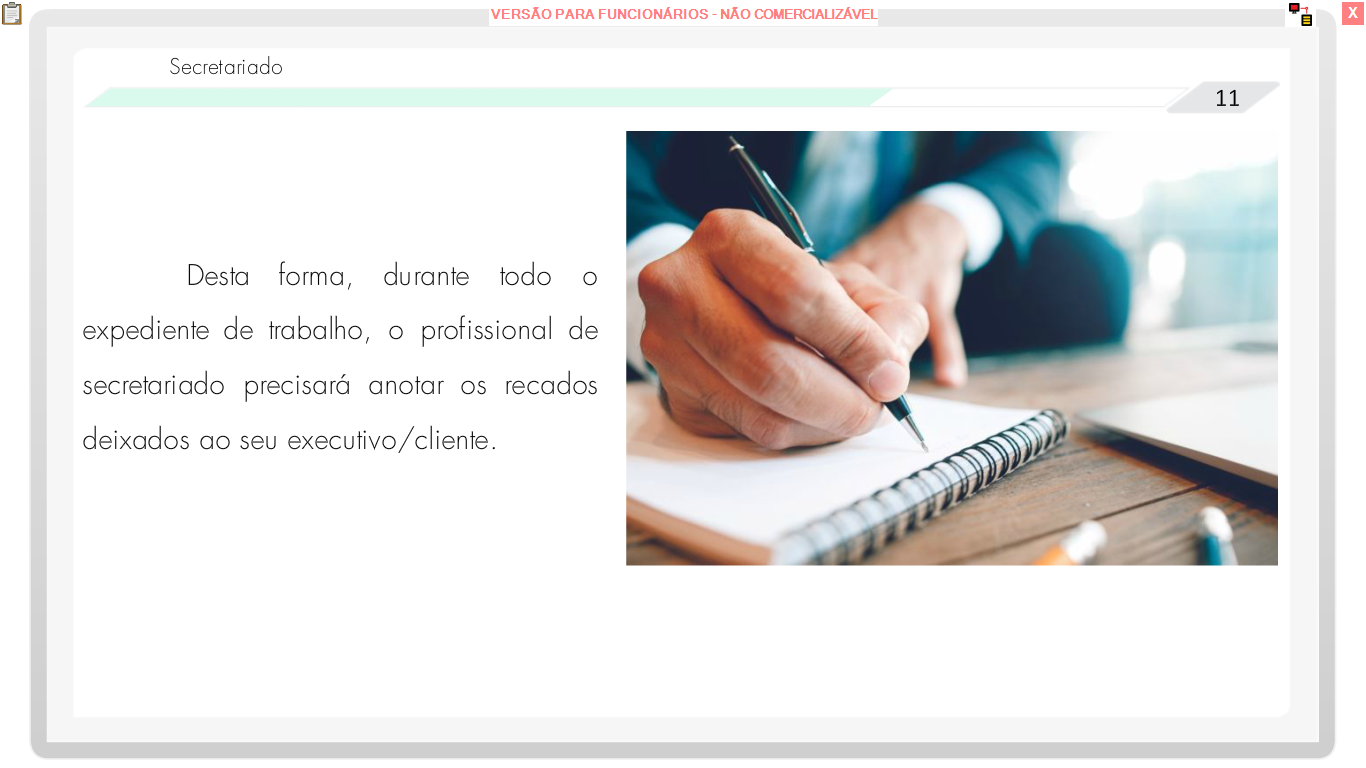 VERSÃO PARA FUNCIONÁRIOS - NÃO COMERCIALIZÁVEL
X
Secretariado
11
Desta forma, durante todo o
expediente de trabalho, o profissional de
secretariado precisará anotar os recados
deixados ao seu executivo/cliente.